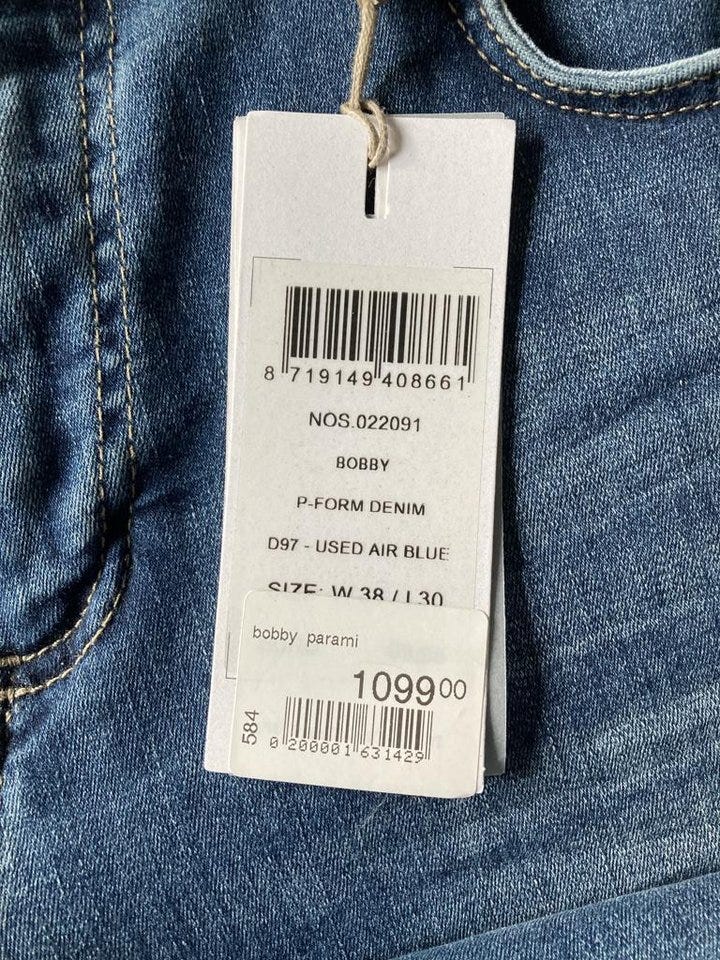 8 719149 408661
NOS.022091
BOBBY
P-FORM DENIM
D97 - USED AIR BLUE
SIZE: W 38 / L 30
bobby parami
1099 00
584
0 200001 631429